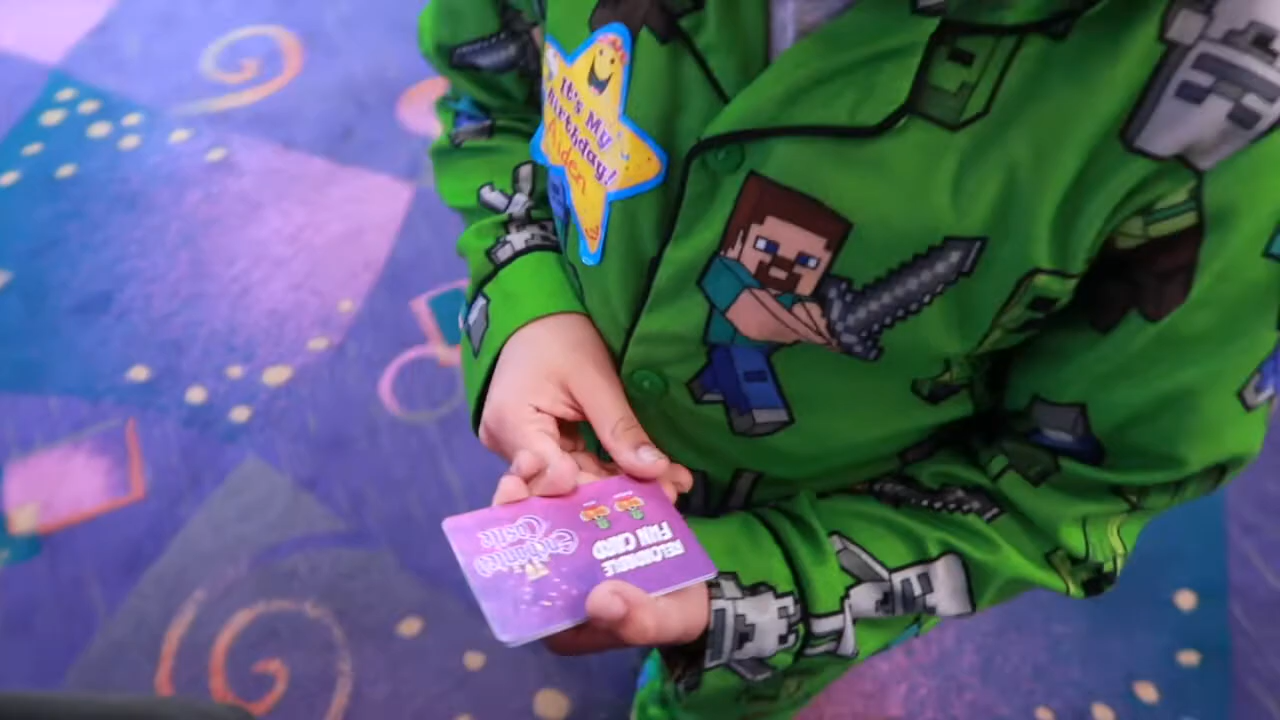 It's My
Birthday!
Aiden
RELOADABLE
FUN CARD
Enchanted
Castle